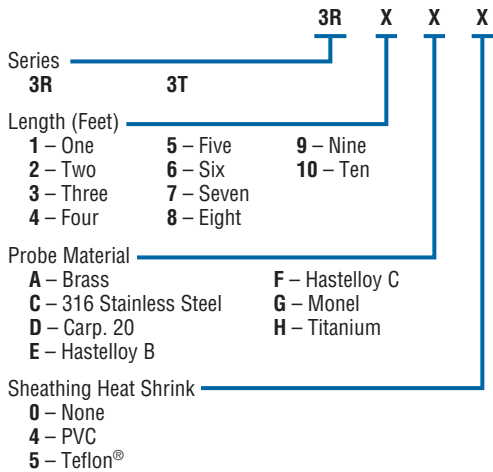 3R X X X
Series
3R 3T
Length (Feet)
1 – One 5 – Five 9 – Nine
2 – Two 6 – Six 10 – Ten
3 – Three 7 – Seven
4 – Four 8 – Eight
Probe Material
A – Brass F – Hastelloy C
C – 316 Stainless Steel G – Monel
D – Carp. 20 H – Titanium
E – Hastelloy B
Sheathing Heat Shrink
0 – None
4 – PVC
5 – Teflon®